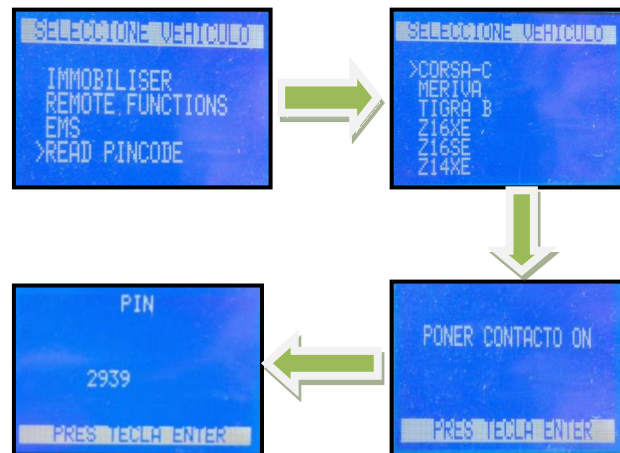 SELECCIONE VEHICULO
IMMOBILISER
REMOTE FUNCTIONS
EMS
>READ PINCODE
SELECCIONE VEHICULO
>CORSA-C
MERIVA
TIGRA B
Z16XE
Z16SE
Z14XE
PONER CONTACTO ON
PRES TECLA ENTER
PIN
2939
PRES TECLA ENTER